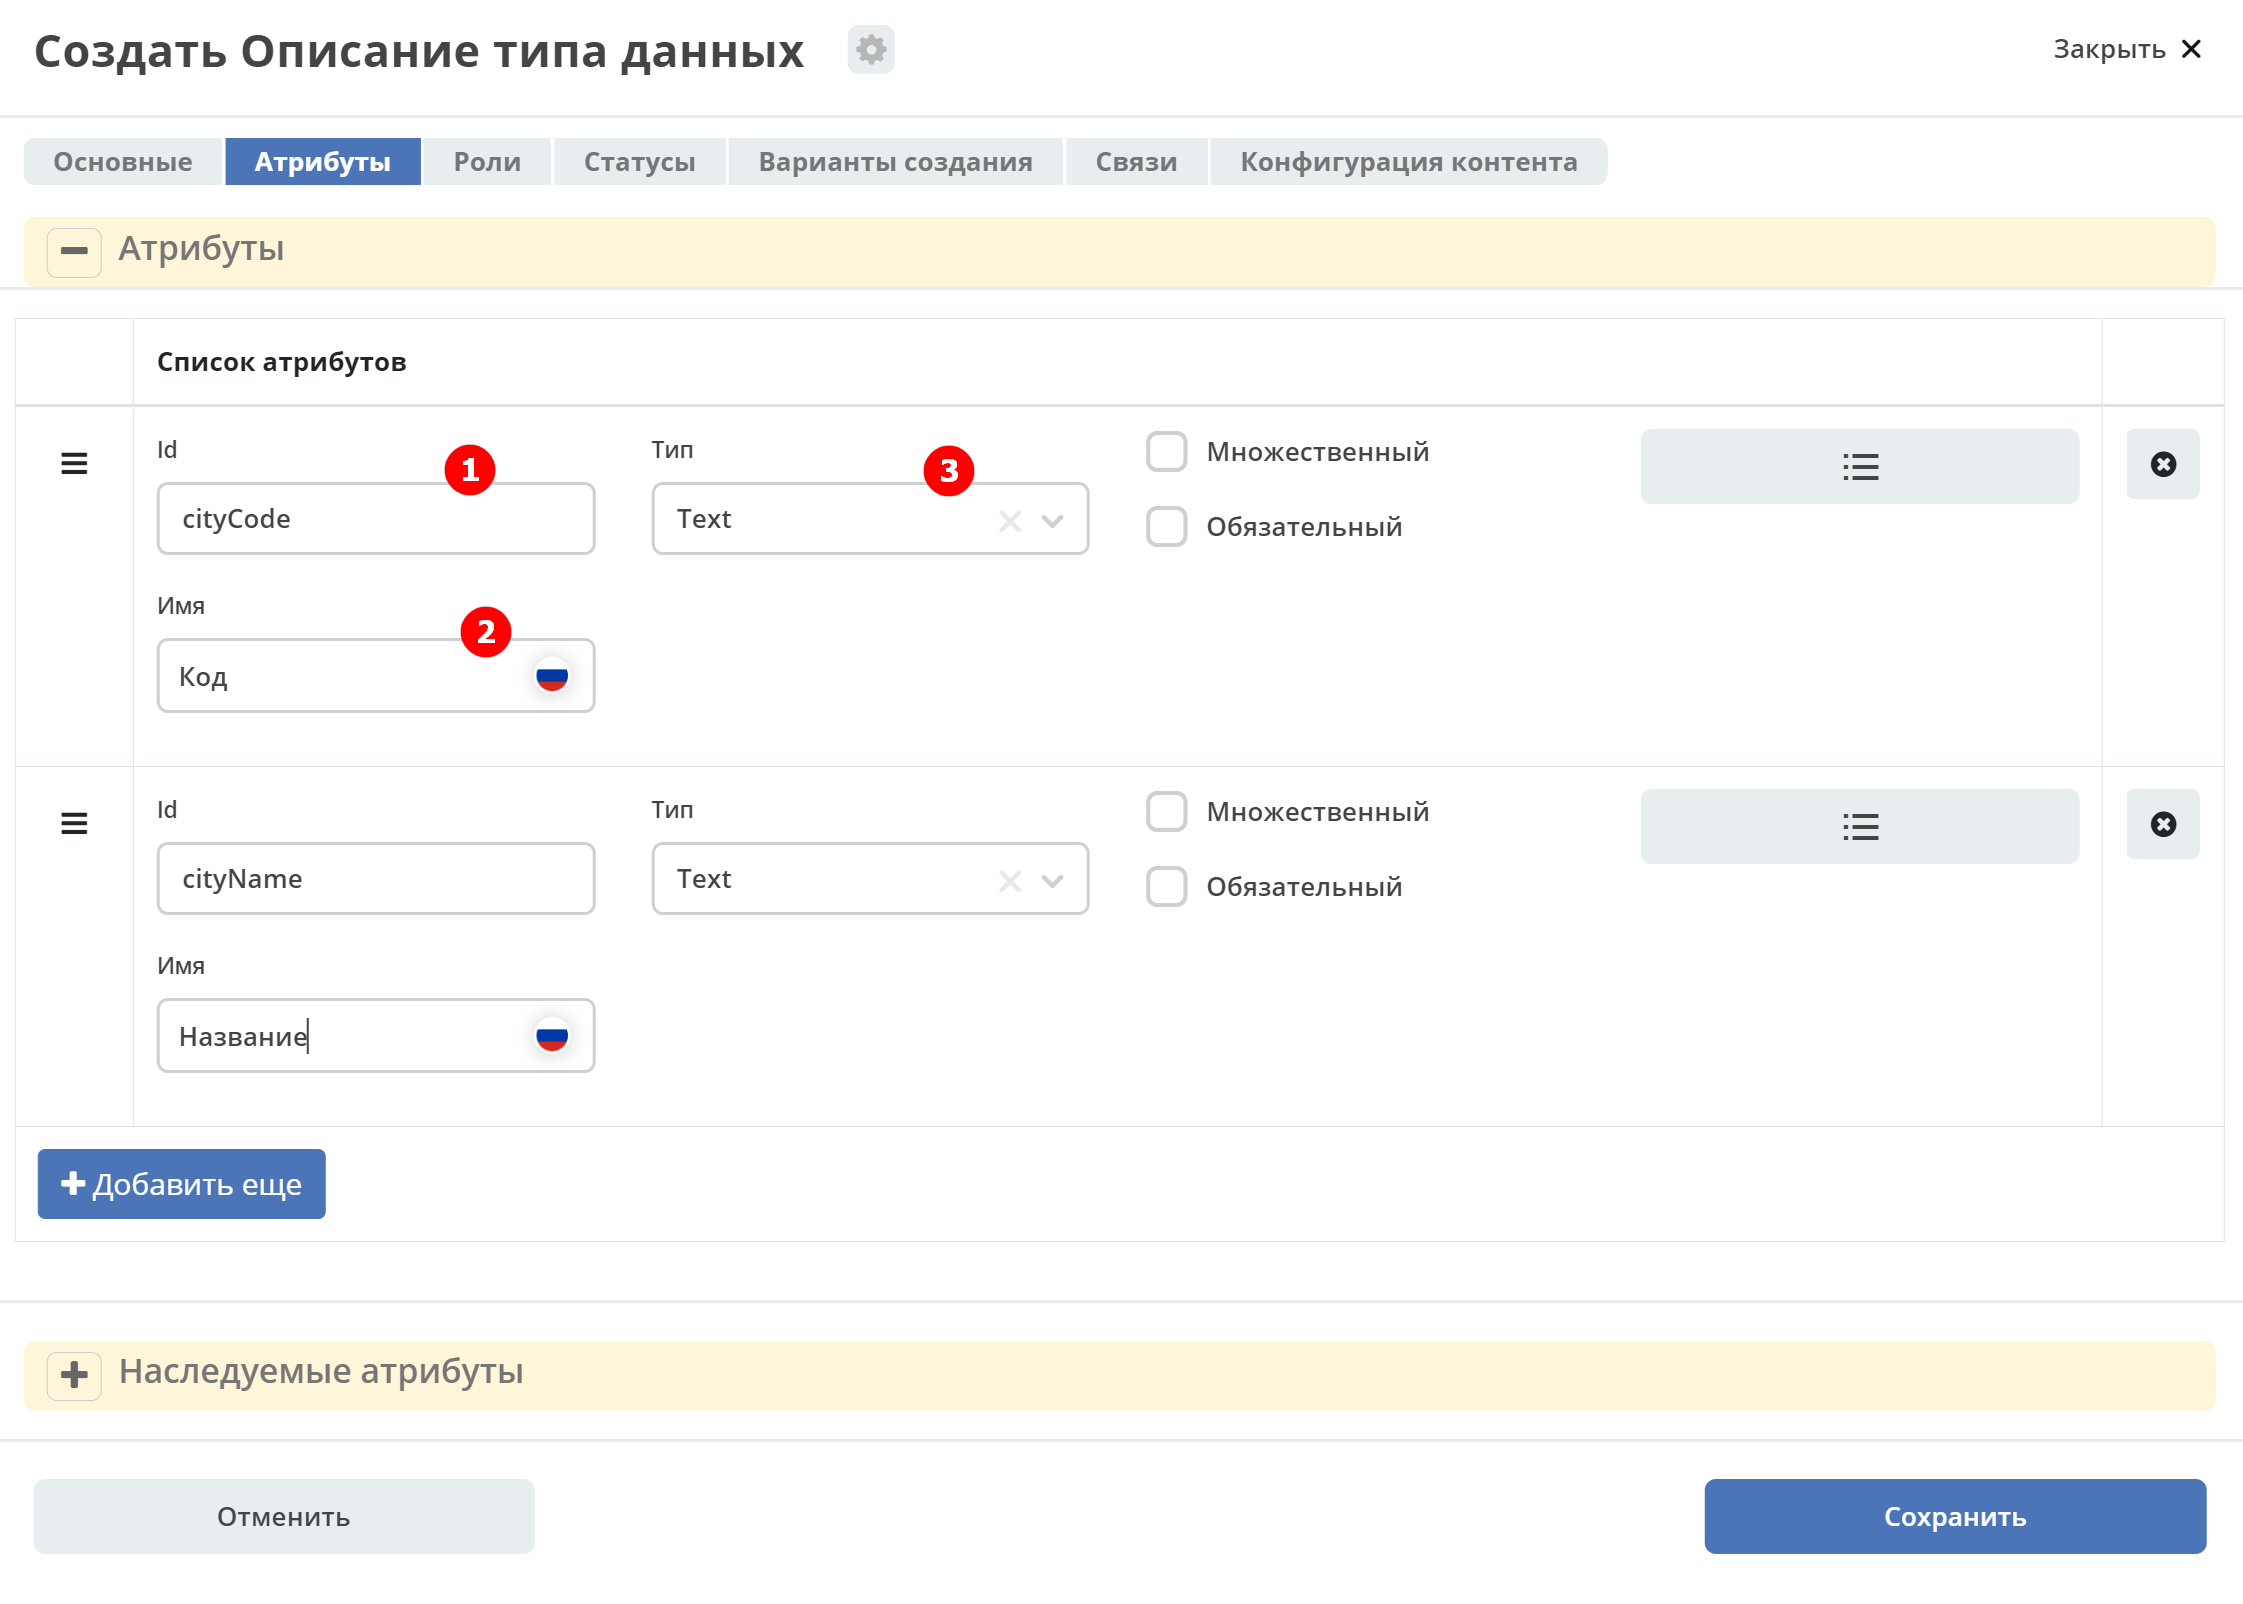 Создать Описание типа данных
Закрыть
Основные Атрибуты Роли Статусы Варианты создания Связи Конфигурация контента
Атрибуты
Список атрибутов
Id 1 Тип 3 Множественный
cityCode Text Обязательный
Имя 2
Код
Id Тип Множественный
cityName Text Обязательный
Имя
Название
Добавить еще
Наследуемые атрибуты
Отменить Сохранить